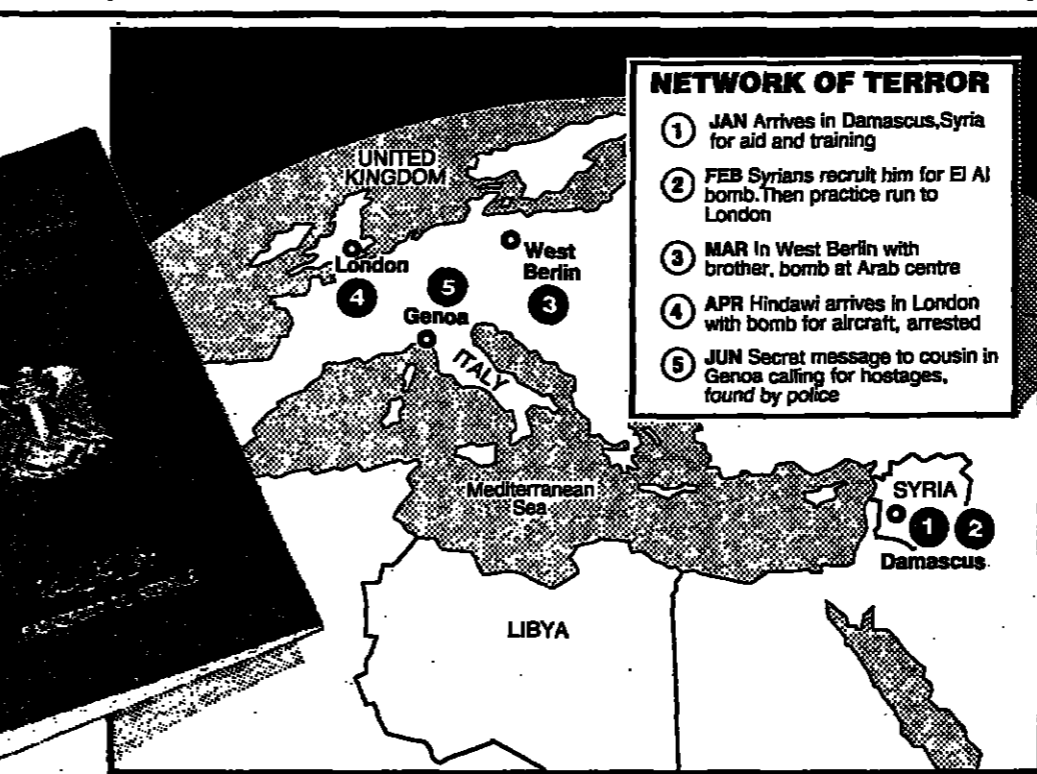 NETWORK OF TERROR
1 JAN Arrives in Damascus,Syria
for aid and training
2 FEB Syrians recruit him for El Al
bomb.Then practice run to
London
3 MAR In West Berlin with
brother, bomb at Arab centre
4 APR Hindawi arrives in London
with bomb for aircraft, arrested
5 JUN Secret message to cousin in
Genoa calling for hostages,
found by police
UNITED
KINGDOM
London
4
West
Berlin
3
5
Genoa
ITALY
Mediterranean
Sea
SYRIA
1 2
Damascus
LIBYA